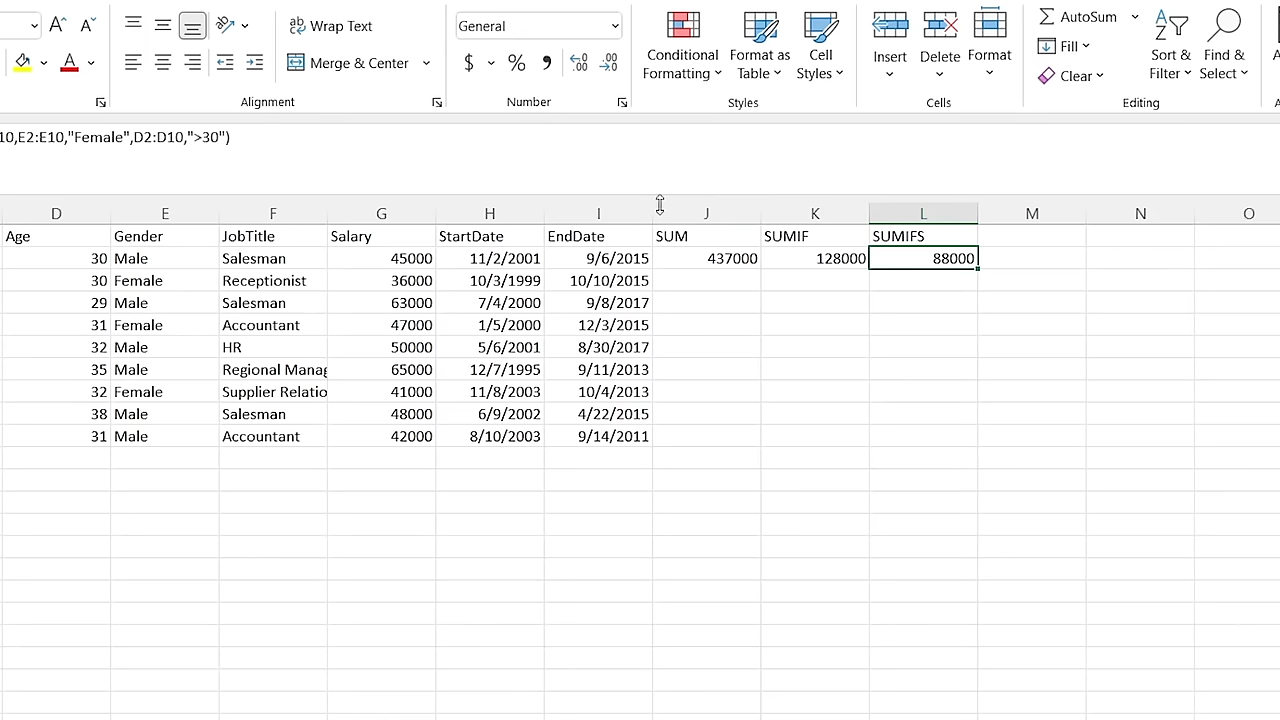 Wrap Text
General
Merge & Center
$ % 9 .00 .00
Conditional Formatting
Format as Table
Cell Styles
Insert
Delete
Format
AutoSum
Fill
Clear
Sort & Filter
Find & Select
Alignment
Number
Styles
Cells
Editing
10,E2:E10,"Female",D2:D10,">30")
D E F G H I J K L M N O
Age Gender JobTitle Salary StartDate EndDate SUM SUMIF SUMIFS
30 Male Salesman 45000 11/2/2001 9/6/2015 437000 128000 88000
30 Female Receptionist 36000 10/3/1999 10/10/2015
29 Male Salesman 63000 7/4/2000 9/8/2017
31 Female Accountant 47000 1/5/2000 12/3/2015
32 Male HR 50000 5/6/2001 8/30/2017
35 Male Regional Manag 65000 12/7/1995 9/11/2013
32 Female Supplier Relatio 41000 11/8/2003 10/4/2013
38 Male Salesman 48000 6/9/2002 4/22/2015
31 Male Accountant 42000 8/10/2003 9/14/2011